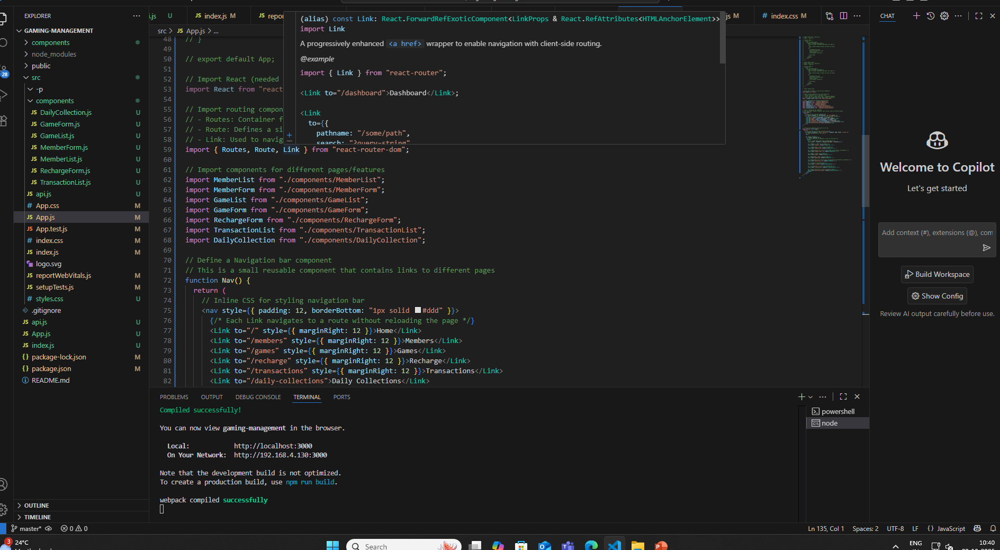 EXPLORER
GAMING-MANAGEMENT
components
node_modules
public
src
-p
components
DailyCollection.js U
GameForm.js U
GameList.js U
MemberForm.js U
MemberList.js U
RechargeForm.js U
TransactionList.js U
api.js U
App.css M
App.js M
App.test.js M
index.css M
index.js M
logo.svg
reportWebVitals.js M
setupTests.js M
styles.css U
.gitignore
api.js U
App.js U
index.js U
package-lock.json M
package.json M
README.md
OUTLINE
TIMELINE
28
i.js U
JS index.js M
JS repor
js M
# index.css M
src > JS App.js > ...
(alias) const Link: React.ForwardRefExoticComponent<LinkProps & React.RefAttributes<HTMLAnchorElement>>
import Link
A progressively enhanced <a href> wrapper to enable navigation with client-side routing.
@example
import { Link } from "react-router";
<Link to="/dashboard">Dashboard</Link>;
<Link
to={{
pathname: "/some/path",
search: "?query=string"
48 // }
49
50 // export default App;
51
52 // Import React (needed
53 import React from "react
54
55 // Import routing compon
56 // - Routes: Container f
57 // - Route: Defines a si
58 // - Link: Used to navig
59 import { Routes, Route, Link } from "react-router-dom";
60
61 // Import components for different pages/features
62 import MemberList from "./components/MemberList";
63 import MemberForm from "./components/MemberForm";
64 import GameList from "./components/GameList";
65 import GameForm from "./components/GameForm";
66 import RechargeForm from "./components/RechargeForm";
67 import TransactionList from "./components/TransactionList";
68 import DailyCollection from "./components/DailyCollection";
69
70 // Define a Navigation bar component
71 // This is a small reusable component that contains links to different pages
72 function Nav() {
73 return (
74 // Inline CSS for styling navigation bar
75 <nav style={{ padding: 12, borderBottom: "1px solid #ddd" }}>
76 {/* Each Link navigates to a route without reloading the page */}
77 <Link to="/" style={{ marginRight: 12 }}>Home</Link>
78 <Link to="/members" style={{ marginRight: 12 }}>Members</Link>
79 <Link to="/games" style={{ marginRight: 12 }}>Games</Link>
80 <Link to="/recharge" style={{ marginRight: 12 }}>Recharge</Link>
81 <Link to="/transactions" style={{ marginRight: 12 }}>Transactions</Link>
82 <Link to="/daily-collections">Daily Collections</Link>
PROBLEMS OUTPUT DEBUG CONSOLE TERMINAL PORTS
Compiled successfully!
You can now view gaming-management in the browser.
Local: http://localhost:3000
On Your Network: http://192.168.4.130:3000
Note that the development build is not optimized.
To create a production build, use npm run build.
webpack compiled successfully
powershell
node
CHAT
Welcome to Copilot
Let's get started
Add context (#), extensions (@), com
Build Workspace
Show Config
Review AI output carefully before use.
master* 0 0
Ln 135, Col 1 Spaces: 2 UTF-8 LF {} JavaScript
3
24°C
Search
ENG
10:40